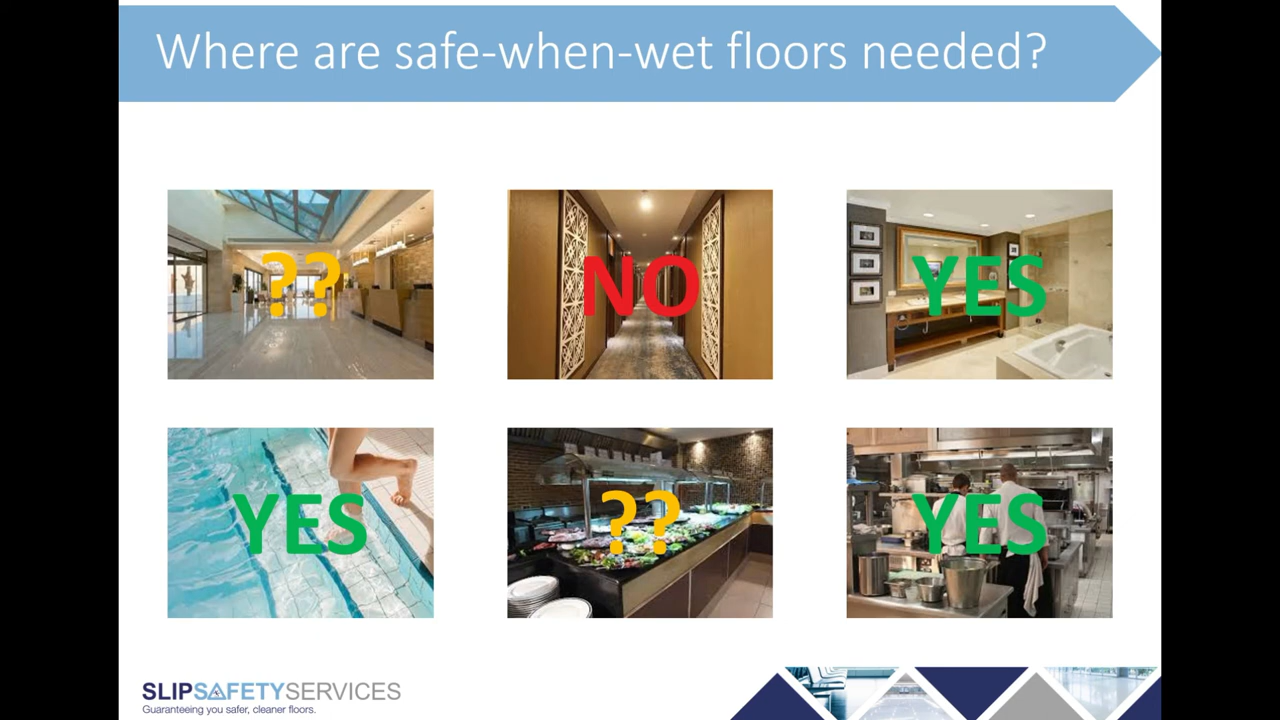 Where are safe-when-wet floors needed?
??
NO
YES
YES
??
YES
SLIPSAFETYSERVICES
Guaranteeing you safer, cleaner floors.